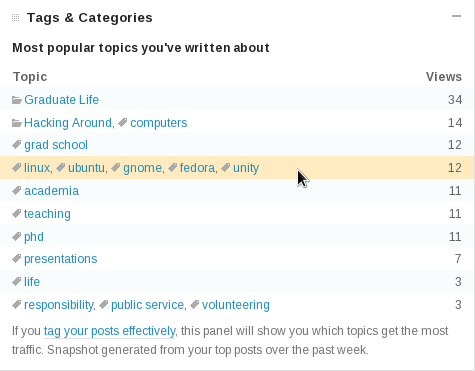 Tags & Categories
Most popular topics you've written about
Topic Views
Graduate Life 34
Hacking Around, computers 14
grad school 12
linux, ubuntu, gnome, fedora, unity 12
academia 11
teaching 11
phd 11
presentations 7
life 3
responsibility, public service, volunteering 3
If you tag your posts effectively, this panel will show you which topics get the most
traffic. Snapshot generated from your top posts over the past week.